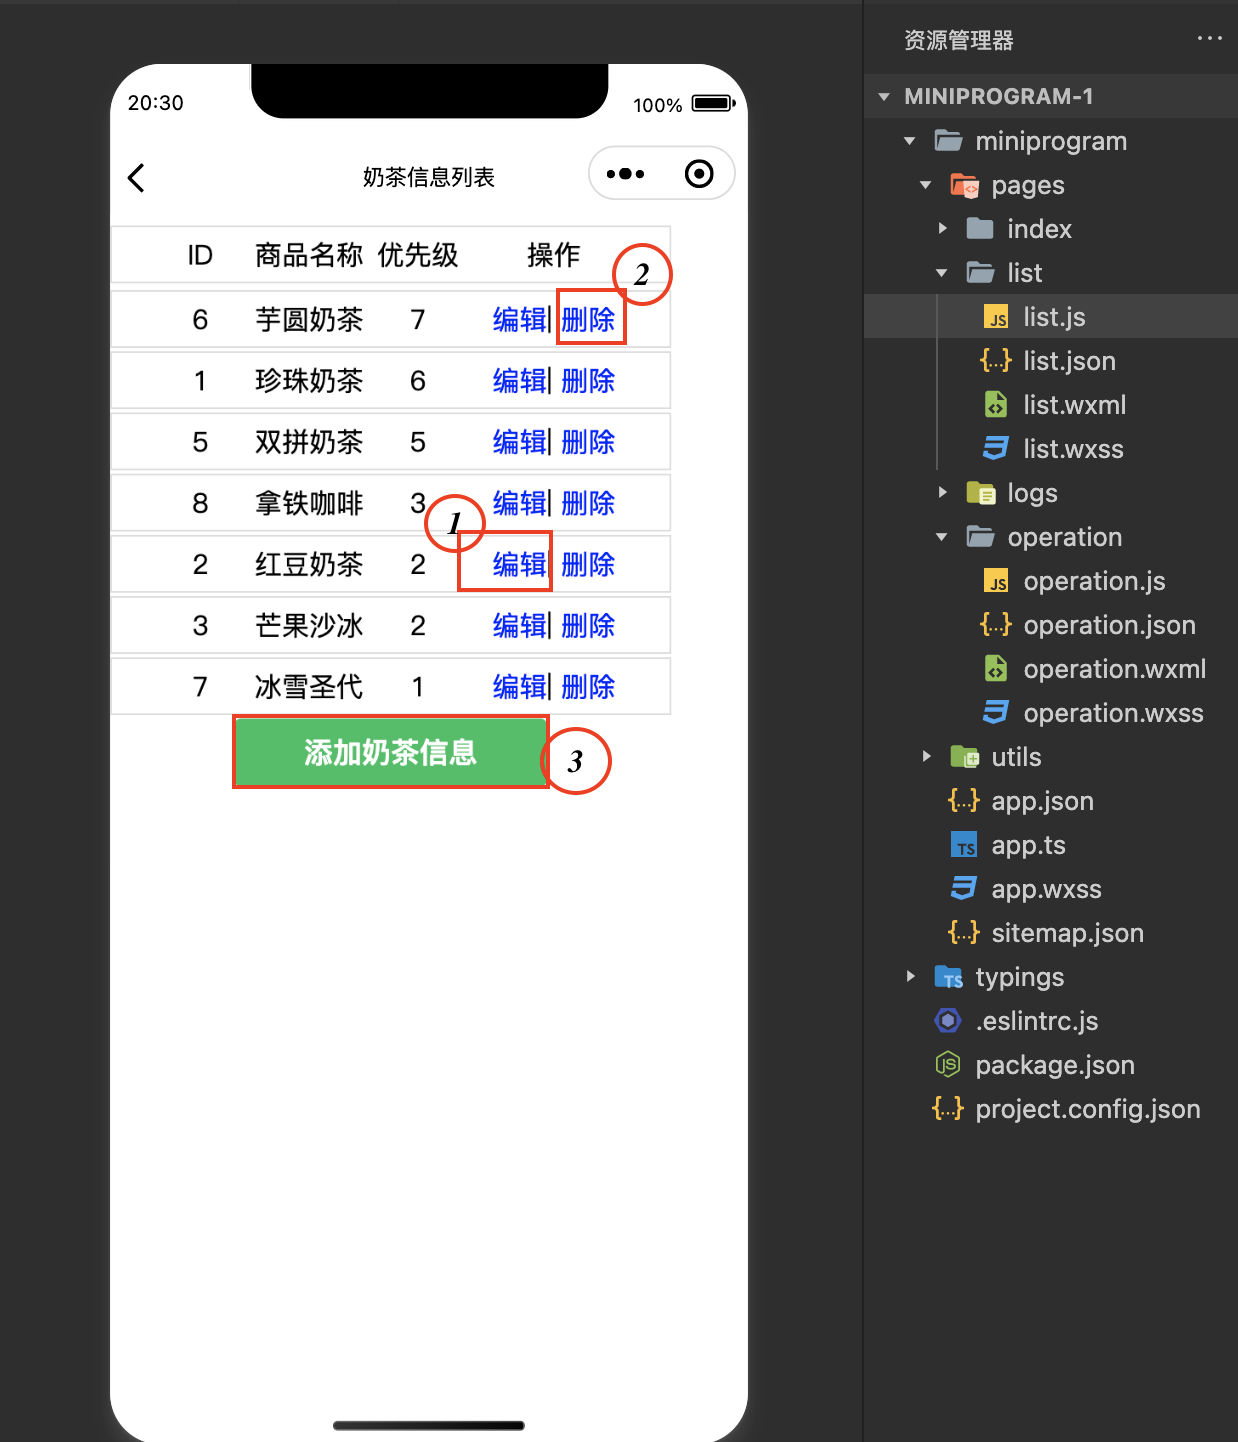 20:30
100%
奶茶信息列表
ID 商品名称 优先级 操作
2
6 芋圆奶茶 7 编辑| 删除
1 珍珠奶茶 6 编辑| 删除
5 双拼奶茶 5 编辑| 删除
8 拿铁咖啡 3 编辑| 删除
1
2 红豆奶茶 2 编辑| 删除
3 芒果沙冰 2 编辑| 删除
7 冰雪圣代 1 编辑| 删除
添加奶茶信息
3
资源管理器
MINIPROGRAM-1
miniprogram
pages
index
list
JS list.js
{..} list.json
list.wxml
list.wxss
logs
operation
JS operation.js
{..} operation.json
operation.wxml
operation.wxss
utils
{..} app.json
TS app.ts
app.wxss
{..} sitemap.json
TS typings
.eslintrc.js
JS package.json
{..} project.config.json